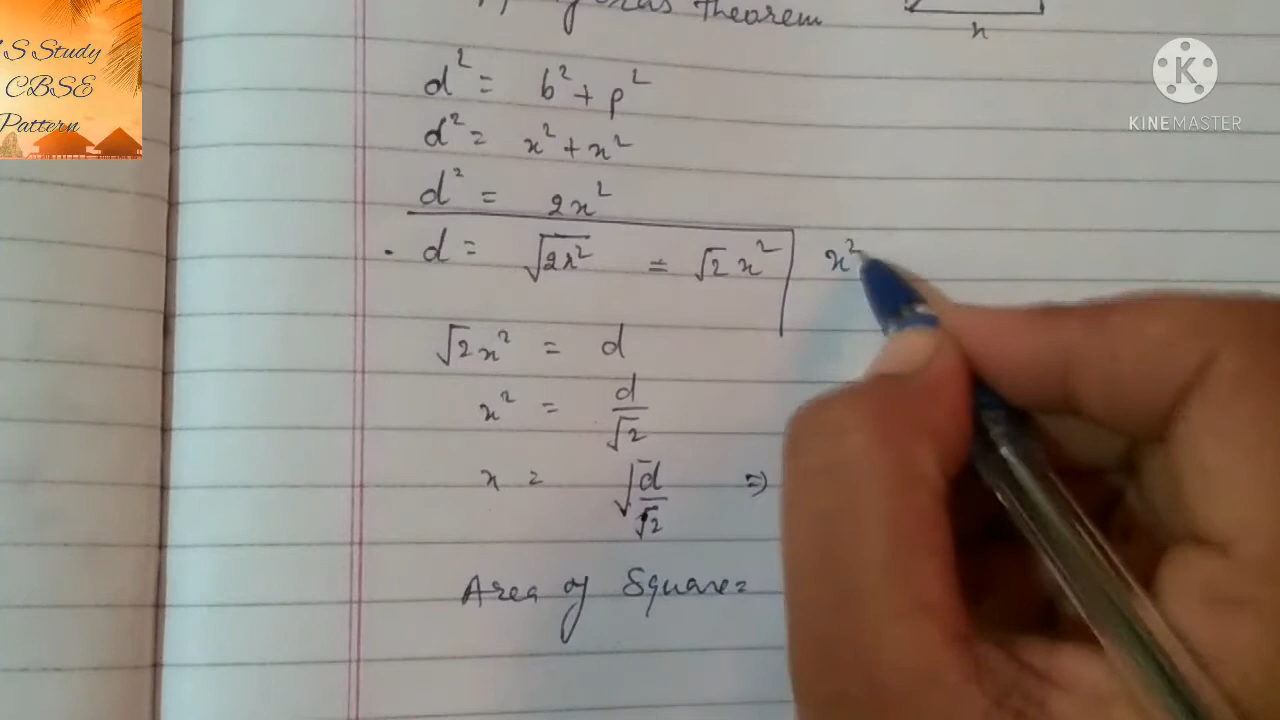 'S Study
CBSE
Pattern
theorem
x
KINEMASTER
d² = b² + p²
d² = x² + x²
d² = 2x²
d = √2x² = √2 x²
x²
√2x² = d
x² = d/√2
x = √d/√2 ⇒
Area of Square =